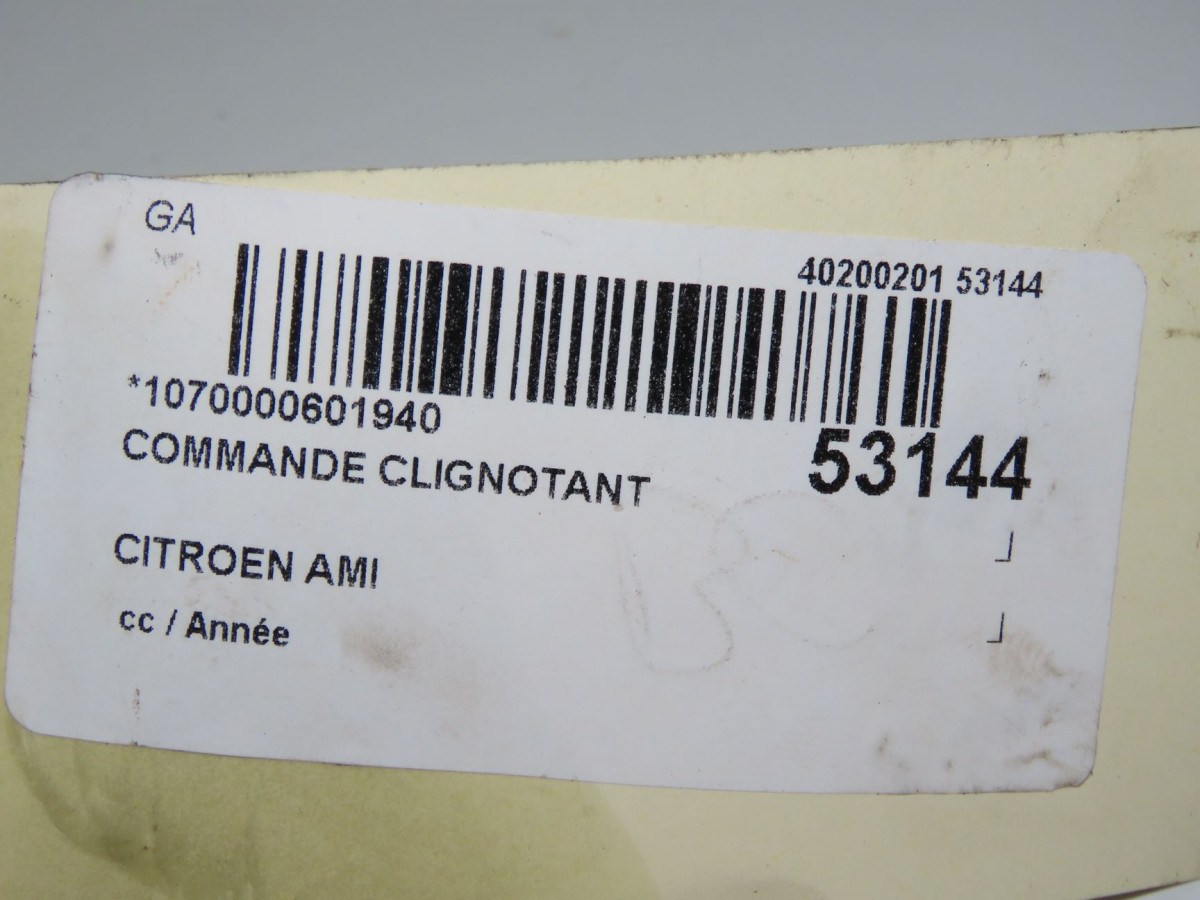 GA
40200201 53144
*1070000601940
COMMANDE CLIGNOTANT
53144
CITROEN AMI
cc / Année